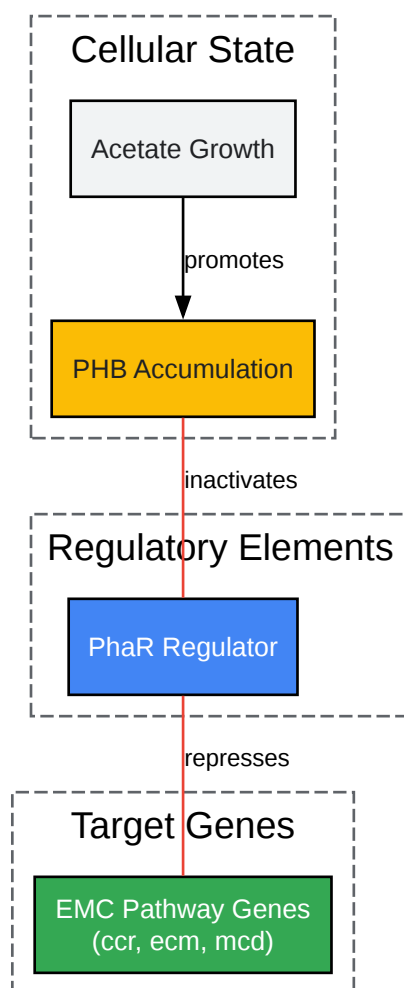 Cellular State
Acetate Growth
promotes
PHB Accumulation
inactivates
Regulatory Elements
PhaR Regulator
represses
Target Genes
EMC Pathway Genes
(ccr, ecm, mcd)